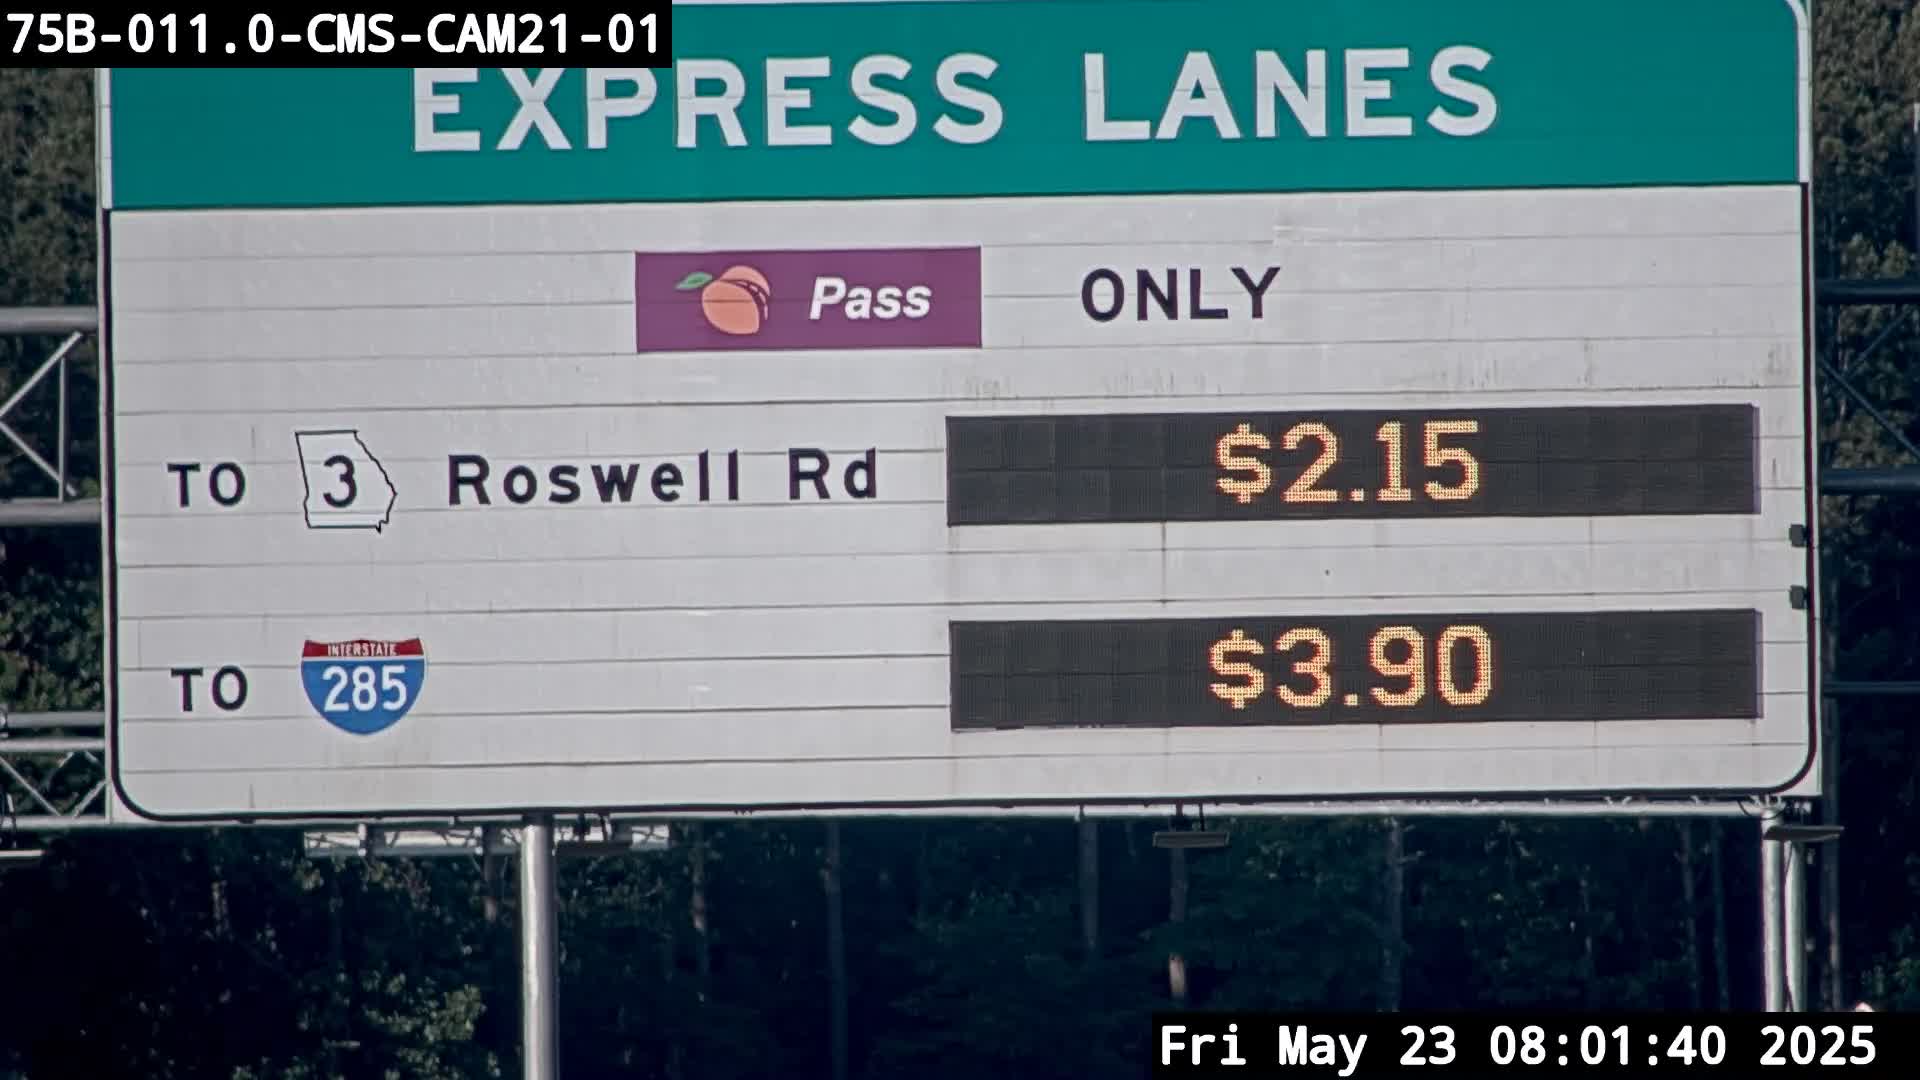 75B-011.0-CMS-CAM21-01
EXPRESS LANES
Pass ONLY
TO 3 Roswell Rd $2.15
TO INTERSTATE 285 $3.90
Fri May 23 08:01:40 2025